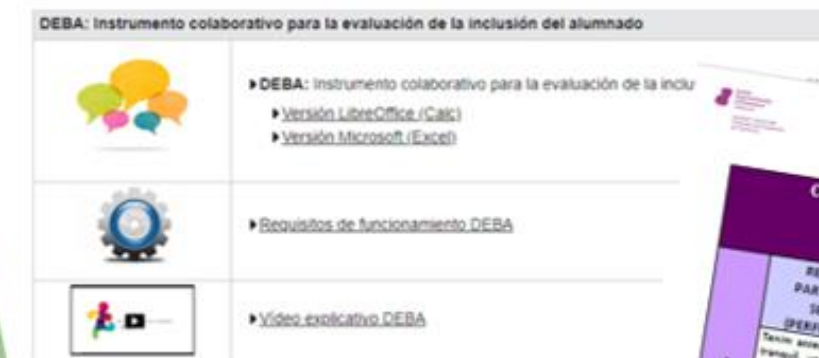 DEBA: Instrumento colaborativo para la evaluación de la inclusión del alumnado
DEBA: Instrumento colaborativo para la evaluación de la inclu
Versión LibreOffice (Calc)
Versión Microsoft (Excel)
Requisitos de funcionamiento DEBA
Vídeo explicativo DEBA